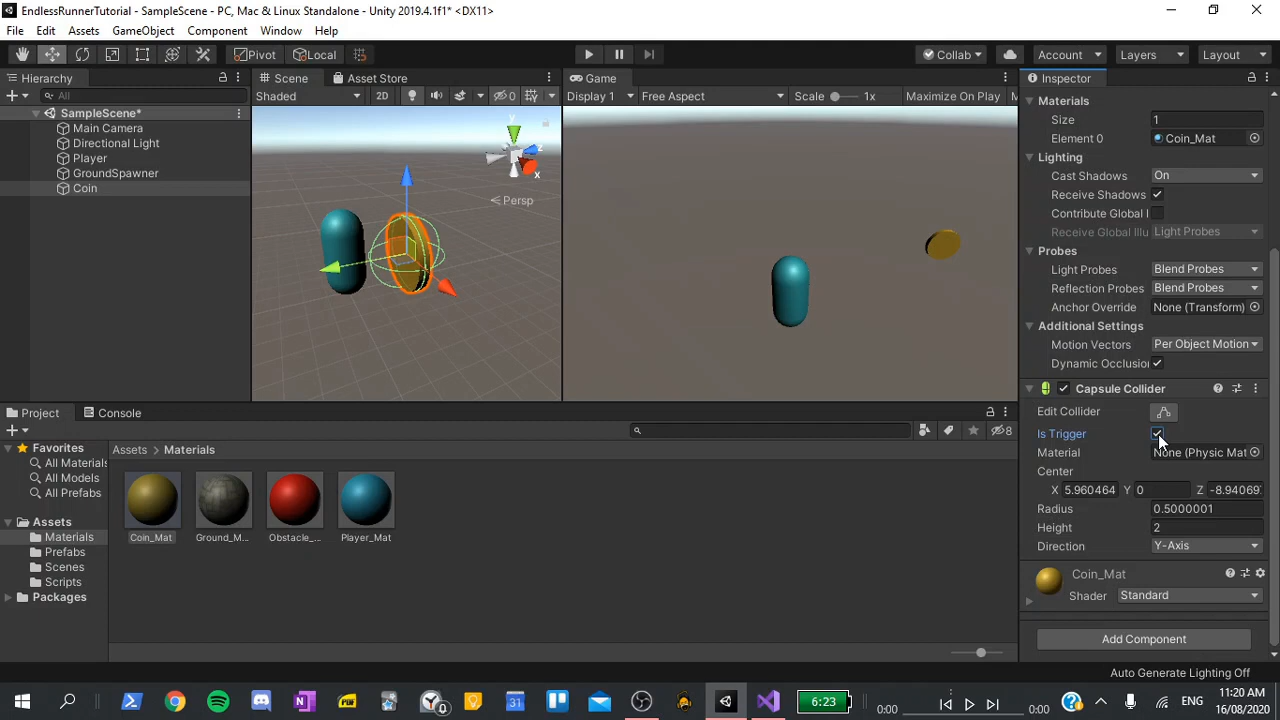 EndlessRunnerTutorial - SampleScene - PC, Mac & Linux Standalone - Unity 2019.4.1f1* <DX11>
File Edit Assets GameObject Component Window Help
Pivot Local Collab Account Layers Layout
Hierarchy
All
SampleScene*
Main Camera
Directional Light
Player
GroundSpawner
Coin
Scene Asset Store
Shaded 2D 0
y
z
x
Persp
Game
Display 1 Free Aspect Scale 1x Maximize On Play M
Inspector
Materials
Size 1
Element 0 Coin_Mat
Lighting
Cast Shadows On
Receive Shadows
Contribute Global I
Receive Global Illu Light Probes
Probes
Light Probes Blend Probes
Reflection Probes Blend Probes
Anchor Override None (Transform)
Additional Settings
Motion Vectors Per Object Motion
Dynamic Occlusion
Capsule Collider
Edit Collider
Is Trigger
Material None (Physic Mat
Center
X 5.960464 Y 0 Z -8.94069
Radius 0.5000001
Height 2
Direction Y-Axis
Coin_Mat
Shader Standard
Add Component
Auto Generate Lighting Off
Project Console
8
Favorites
All Materials
All Models
All Prefabs
Assets
Materials
Prefabs
Scenes
Scripts
Packages
Assets Materials
Coin_Mat Ground_M... Obstacle_... Player_Mat
PDF 0 31 6:23 0:00 0:00 ENG 11:20 AM
16/08/2020